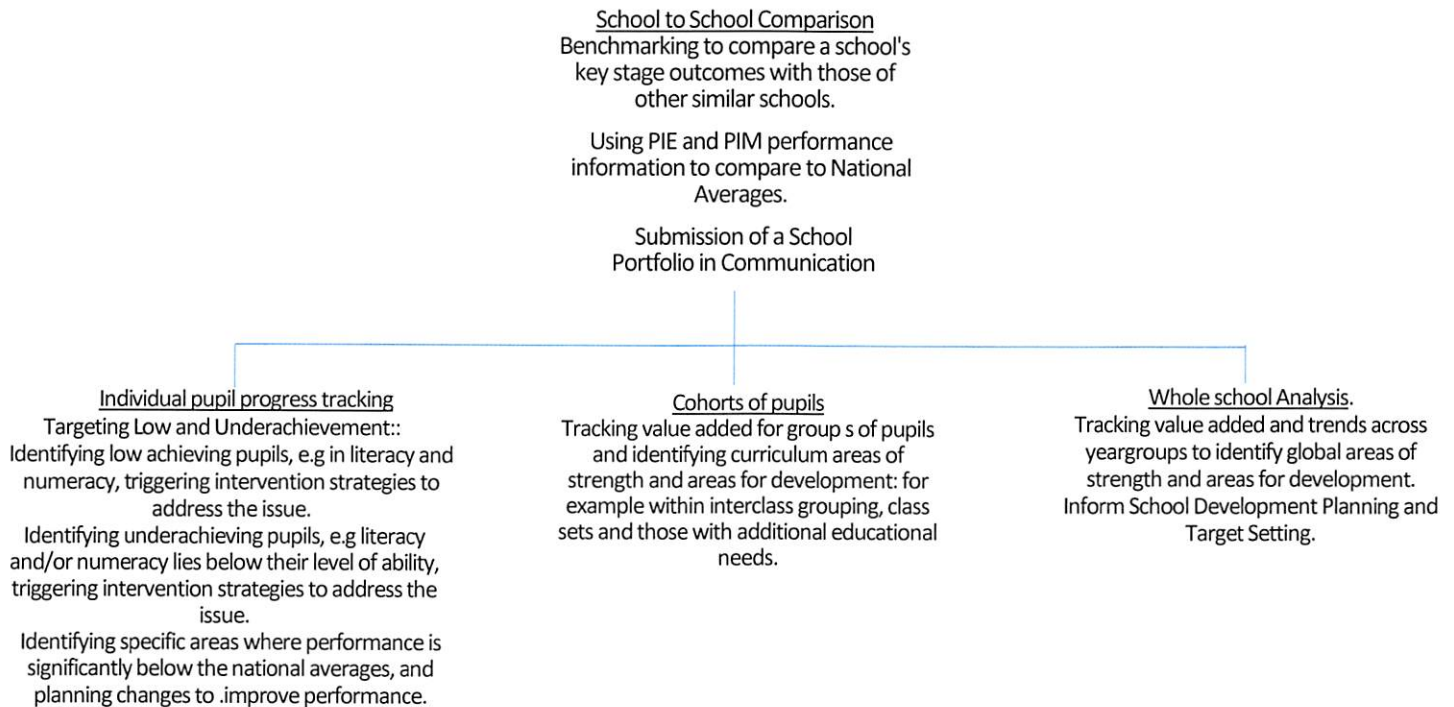 School to School Comparison
Benchmarking to compare a school's
key stage outcomes with those of
other similar schools.
Using PIE and PIM performance
information to compare to National
Averages.
Submission of a School
Portfolio in Communication
Individual pupil progress tracking
Targeting Low and Underachievement::
Identifying low achieving pupils, e.g in literacy and
numeracy, triggering intervention strategies to
address the issue.
Identifying underachieving pupils, e.g literacy
and/or numeracy lies below their level of ability,
triggering intervention strategies to address the
issue.
Identifying specific areas where performance is
significantly below the national averages, and
planning changes to .improve performance.
Cohorts of pupils
Tracking value added for group s of pupils
and identifying curriculum areas of
strength and areas for development: for
example within interclass grouping, class
sets and those with additional educational
needs.
Whole school Analysis.
Tracking value added and trends across
yeargroups to identify global areas of
strength and areas for development.
Inform School Development Planning and
Target Setting.